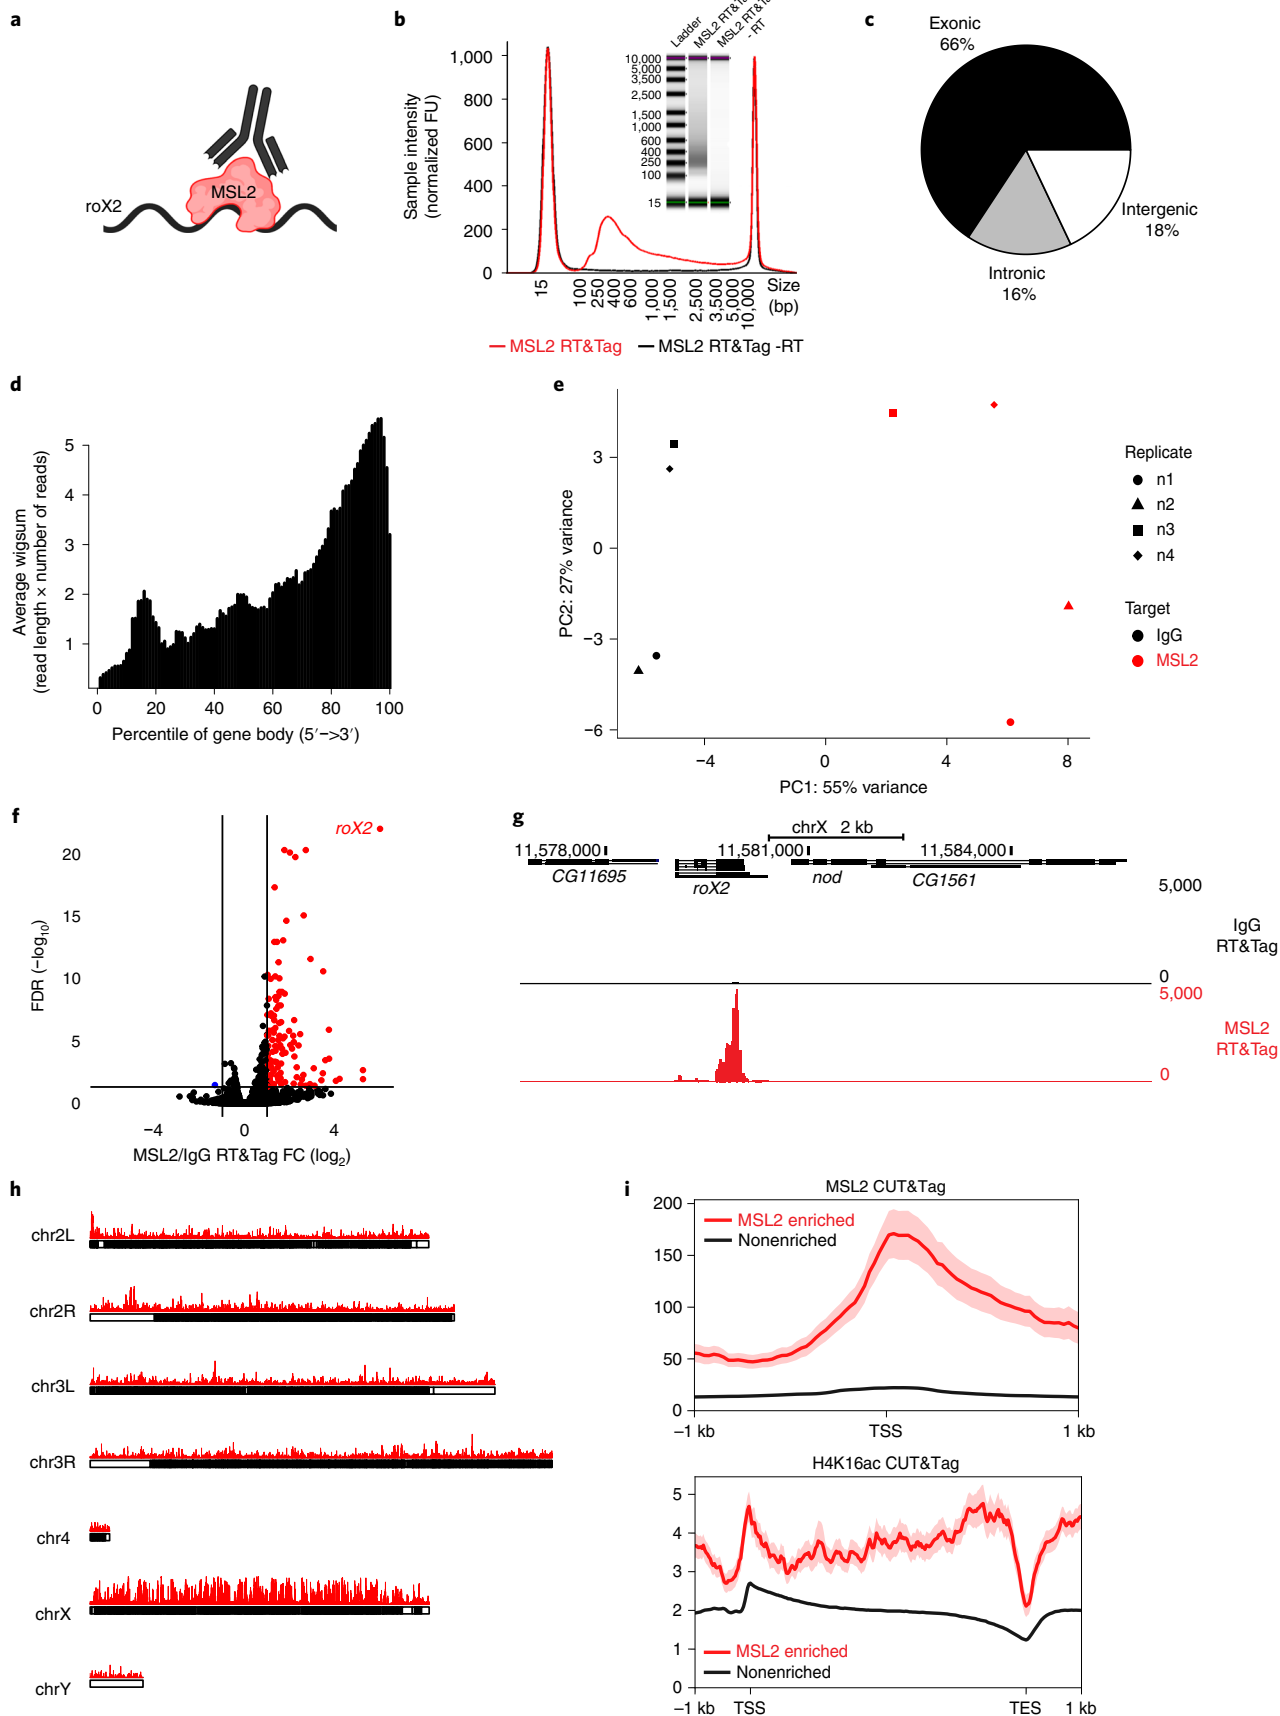 a
MSL2
roX2
b
Sample intensity
(normalized FU)
1,000
800
600
400
200
0
15
100
250
400
600
1,000
1,500
2,500
3,500
5,000
10,000
Size
(bp)
Ladder
MSL2
MSL2
- RT
10,000
5,000
3,500
2,500
1,500
1,000
600
400
250
100
15
MSL2 RT&Tag
MSL2 RT&Tag -RT
c
Exonic
66%
Intergenic
18%
Intronic
16%
d
Average wigsum
(read length × number of reads)
5
4
3
2
1
0 20 40 60 80 100
Percentile of gene body (5′−>3′)
e
PC2: 27% variance
3
0
−3
−6
−4 0 4 8
PC1: 55% variance
Replicate
n1
n2
n3
n4
Target
IgG
MSL2
f
FDR (−log10)
20
15
10
5
0
roX2
−4 0 4
MSL2/IgG RT&Tag FC (log2)
g
chrX 2 kb
11,578,000 11,581,000 11,584,000
CG11695 roX2 nod CG1561
5,000
IgG
RT&Tag
0
5,000
MSL2
RT&Tag
0
h
chr2L
chr2R
chr3L
chr3R
chr4
chrX
chrY
i
MSL2 CUT&Tag
200
150
100
50
0
MSL2 enriched
Nonenriched
−1 kb TSS 1 kb
H4K16ac CUT&Tag
5
4
3
2
1
0
MSL2 enriched
Nonenriched
−1 kb TSS TES 1 kb